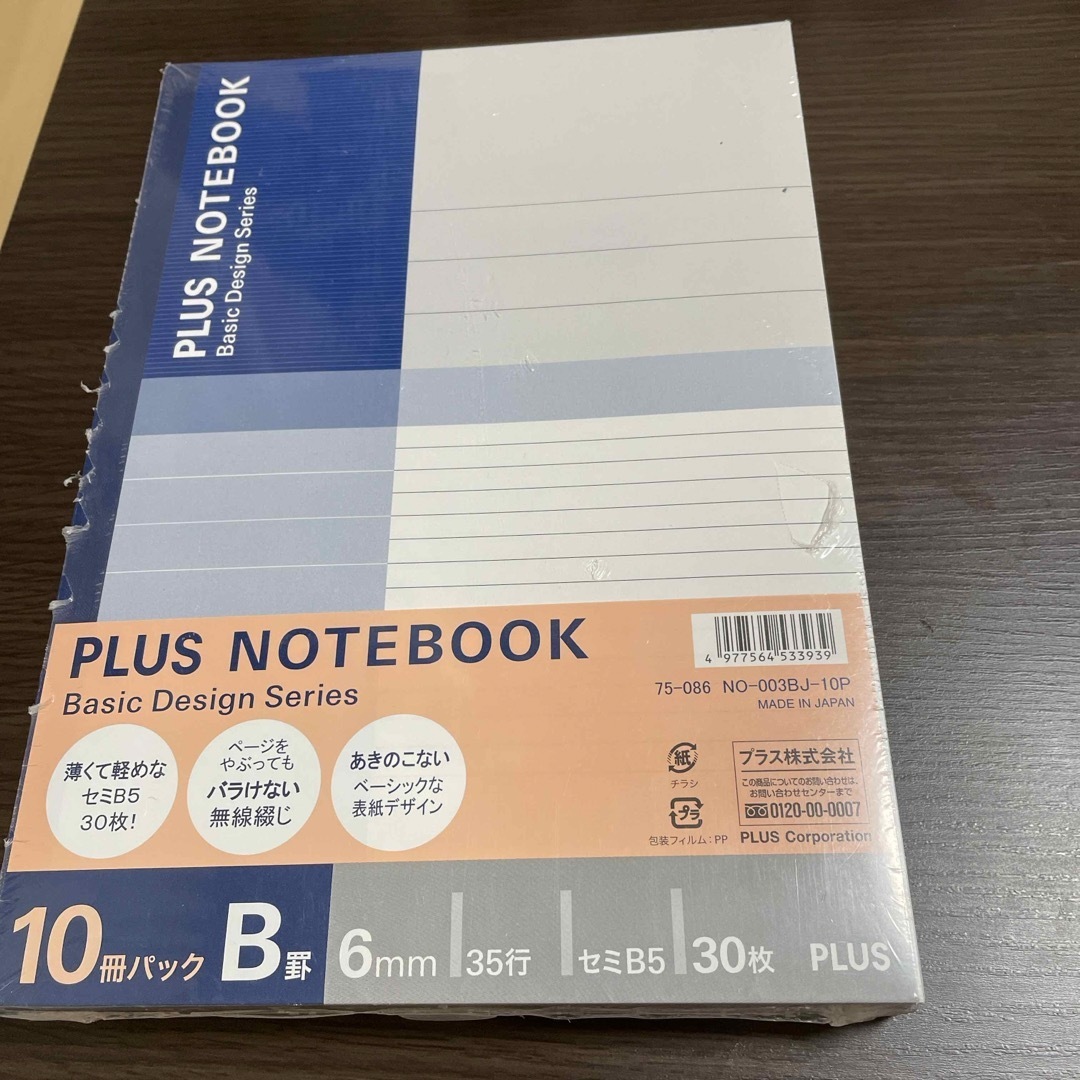 PLUS NOTEBOOK
Basic Design Series
PLUS NOTEBOOK
Basic Design Series
4 977564 533939
75-086 NO-003BJ-10P
MADE IN JAPAN
薄くて軽めな
セミB5
30枚!
ページを
やぶっても
バラけない
無線綴じ
あきのこない
ベーシックな
表紙デザイン
紙
チラシ
プラ
包装フィルム:PP
プラス株式会社
この商品についてのお問い合わせは、
お問い合わせセンターまで
0120-00-0007
PLUS Corporation
10冊パック
B罫
6mm
35行
セミB5
30枚
PLUS